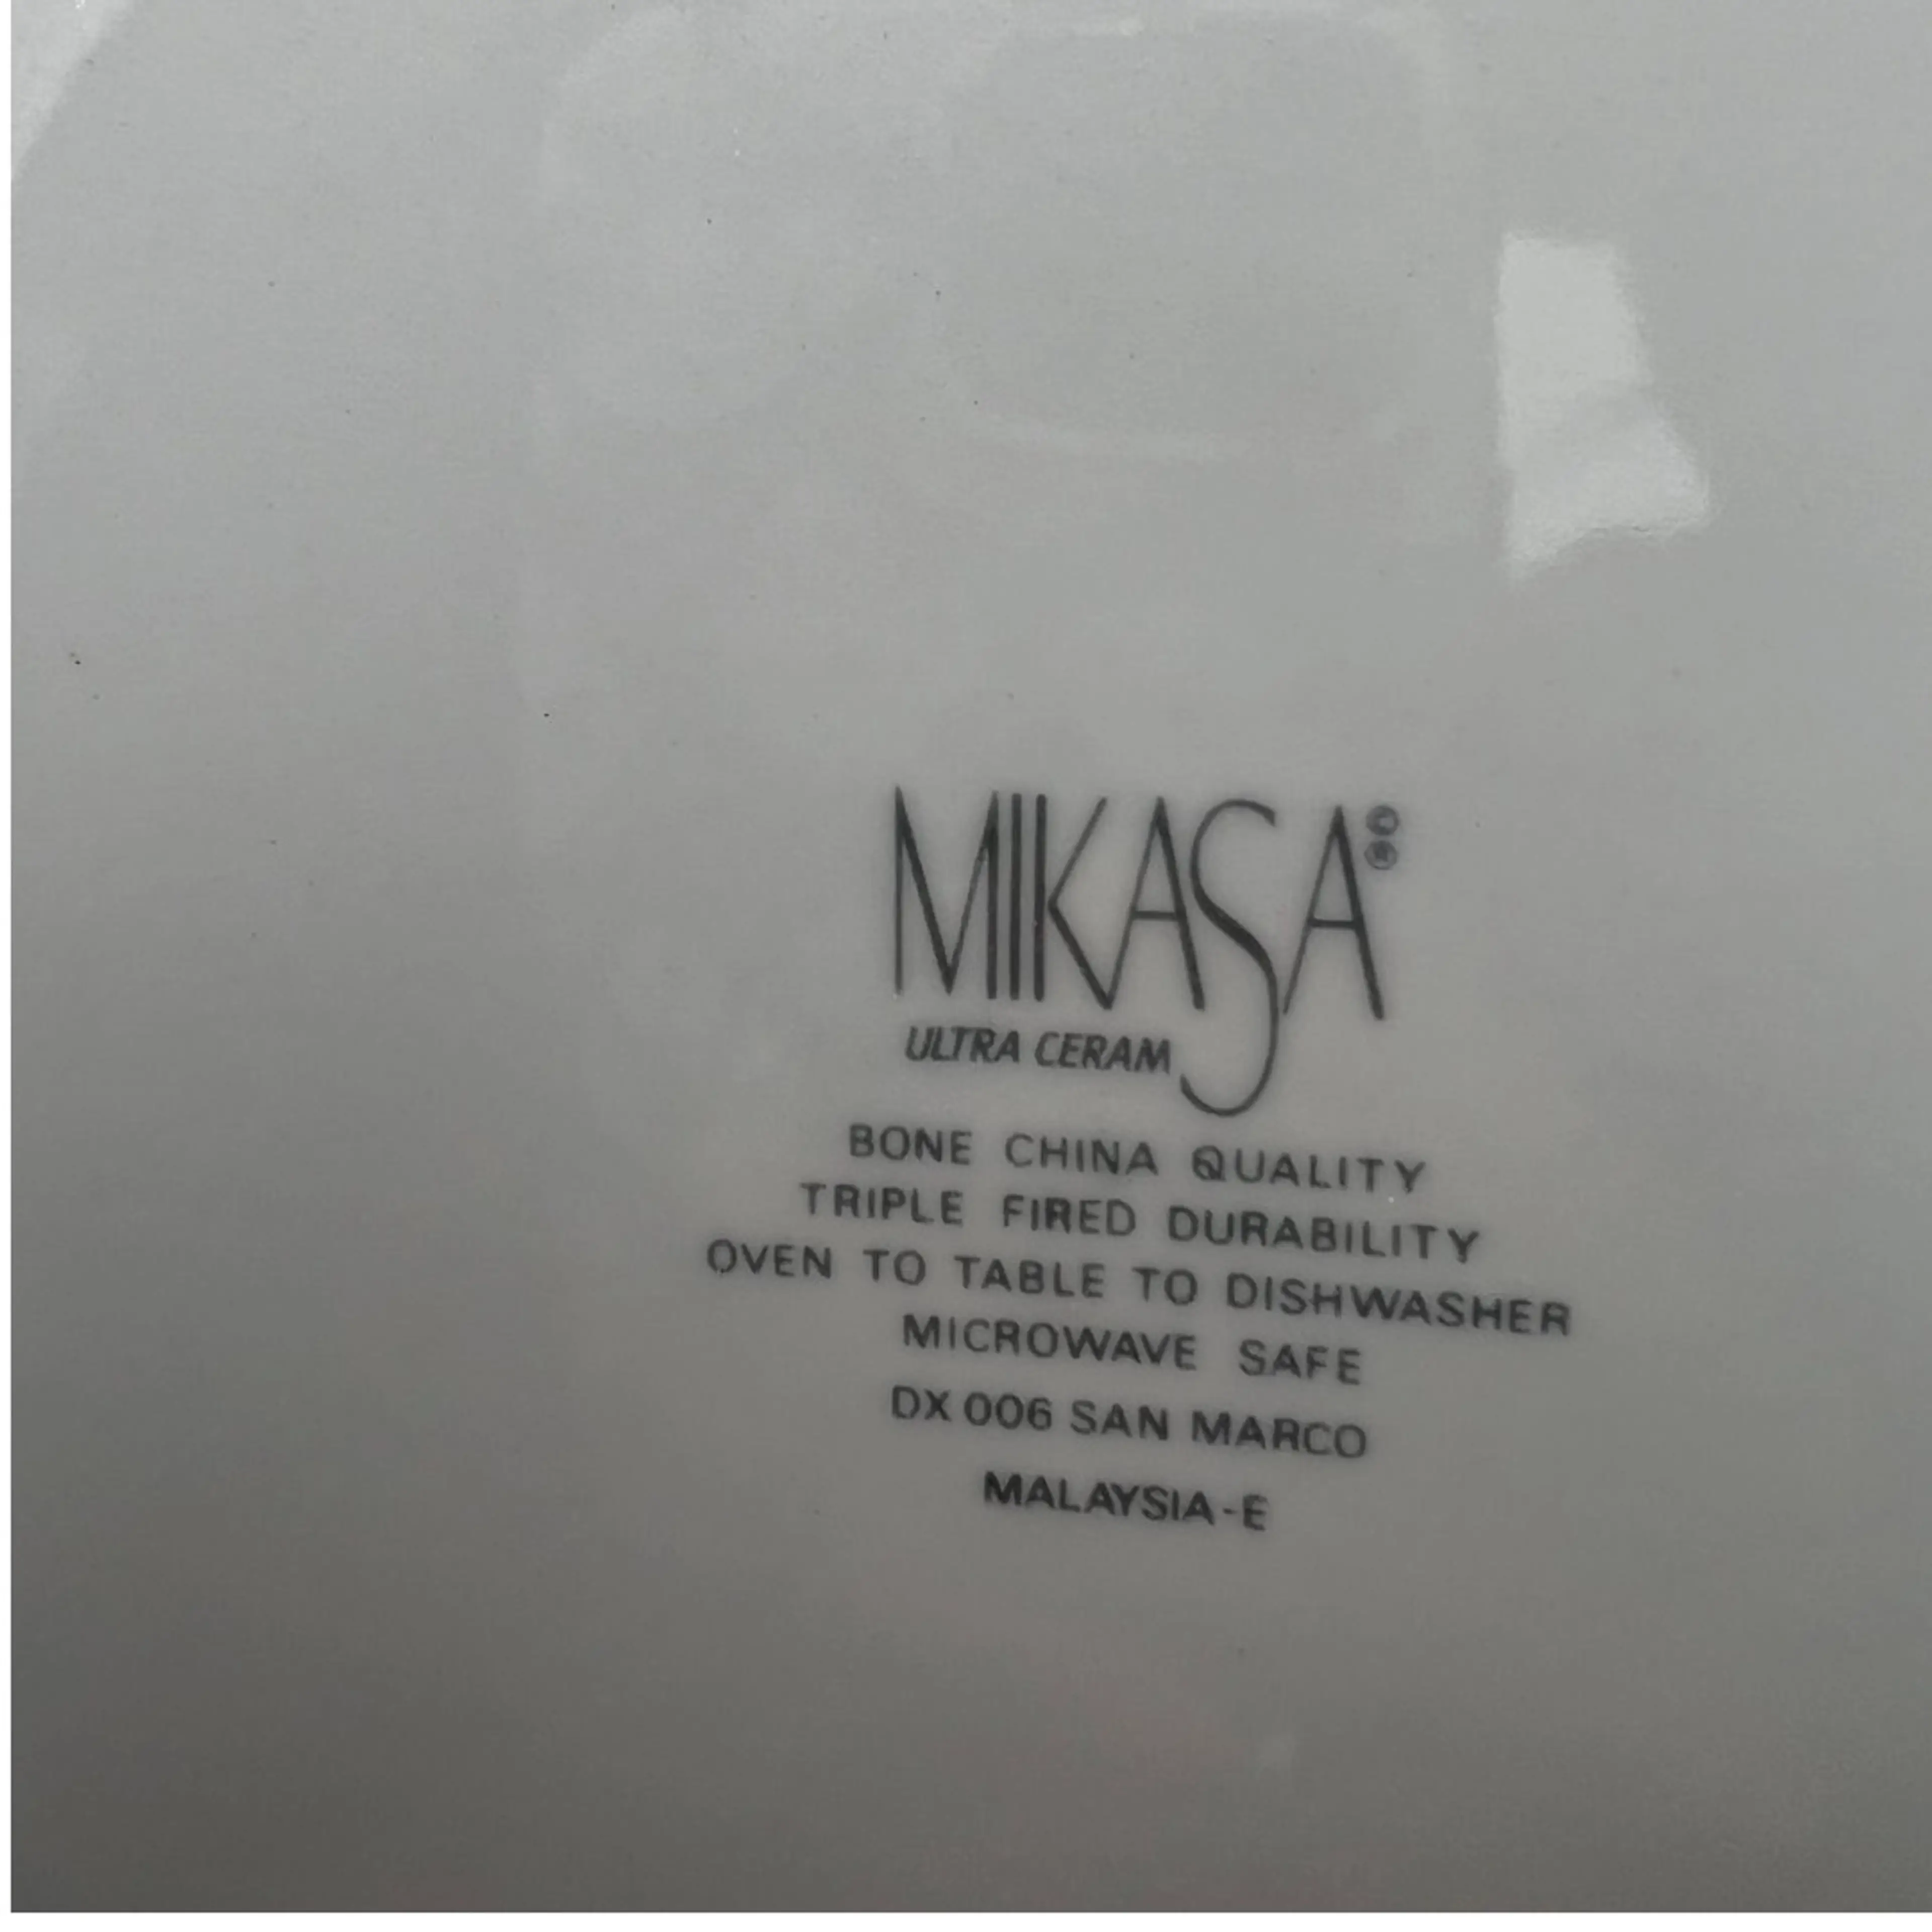 MIKASA©®
ULTRA CERAM
BONE CHINA QUALITY
TRIPLE FIRED DURABILITY
OVEN TO TABLE TO DISHWASHER
MICROWAVE SAFE
DX 006 SAN MARCO
MALAYSIA-E